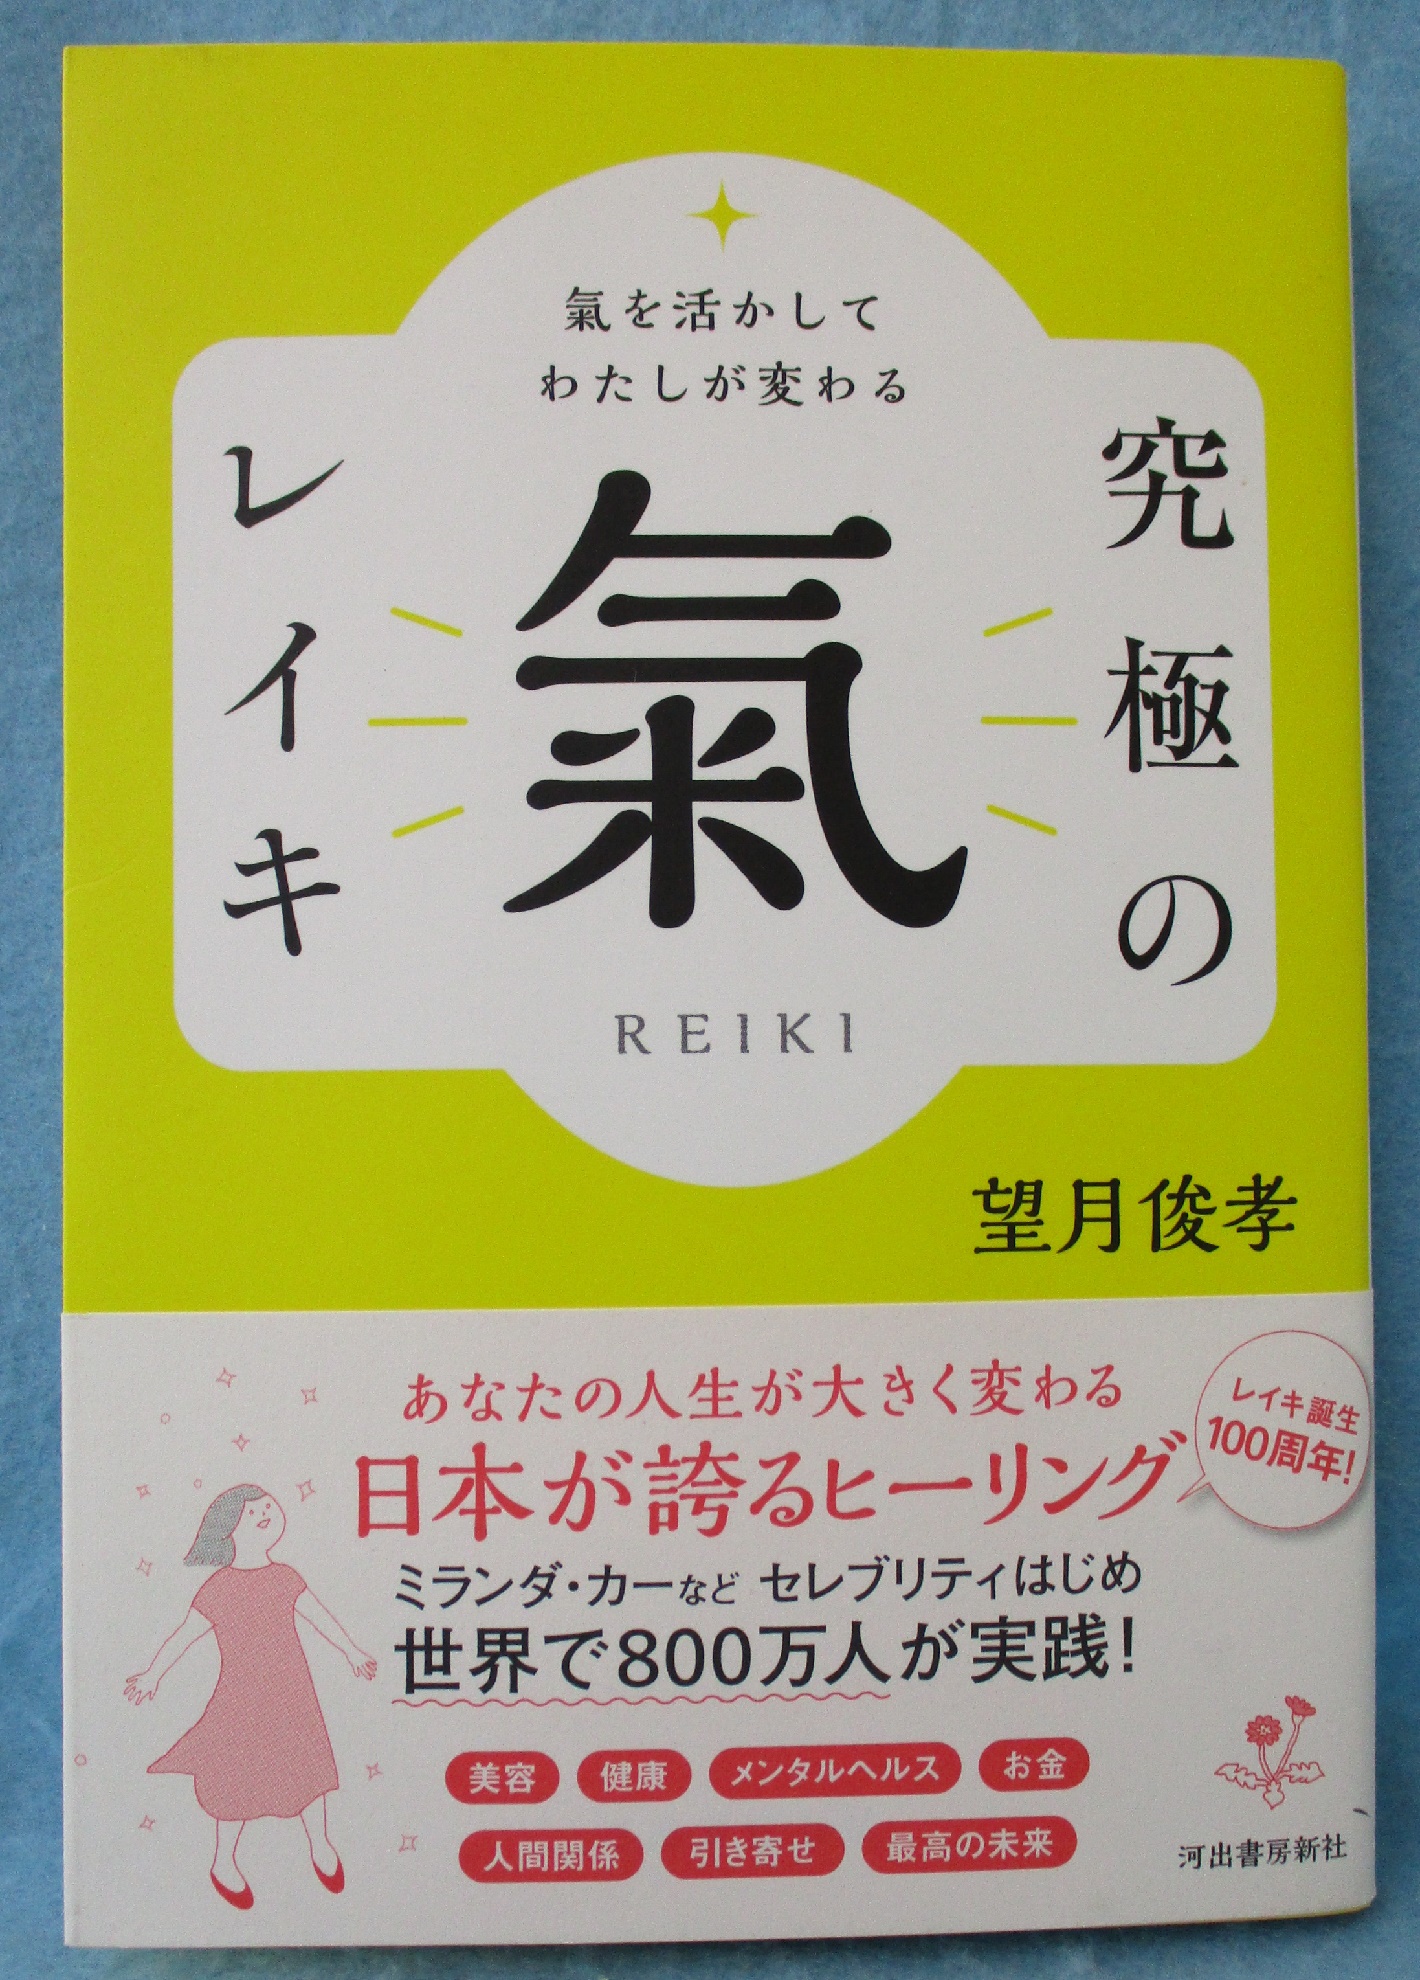 氣を活かして
わたしが変わる
究極の
氣
レイキ
REIKI
望月俊孝
あなたの人生が大きく変わる
日本が誇るヒーリング
レイキ誕生
100周年!
ミランダ・カーなど セレブリティはじめ
世界で800万人が実践!
美容 健康 メンタルヘルス お金
人間関係 引き寄せ 最高の未来
河出書房新社